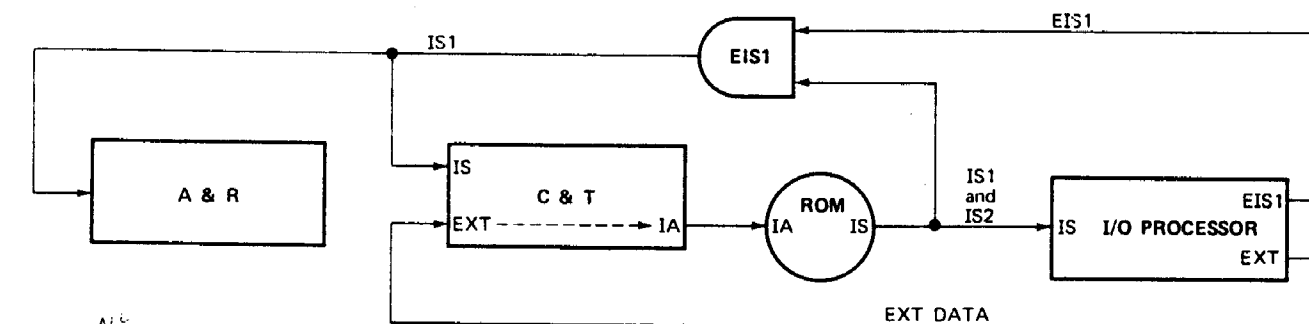 EIS1
IS1
EIS1
IS
A & R
C & T
EXT
IA
IA
ROM
IS
IS1
and
IS2
IS
I/O PROCESSOR
EIS1
EXT
EXT DATA